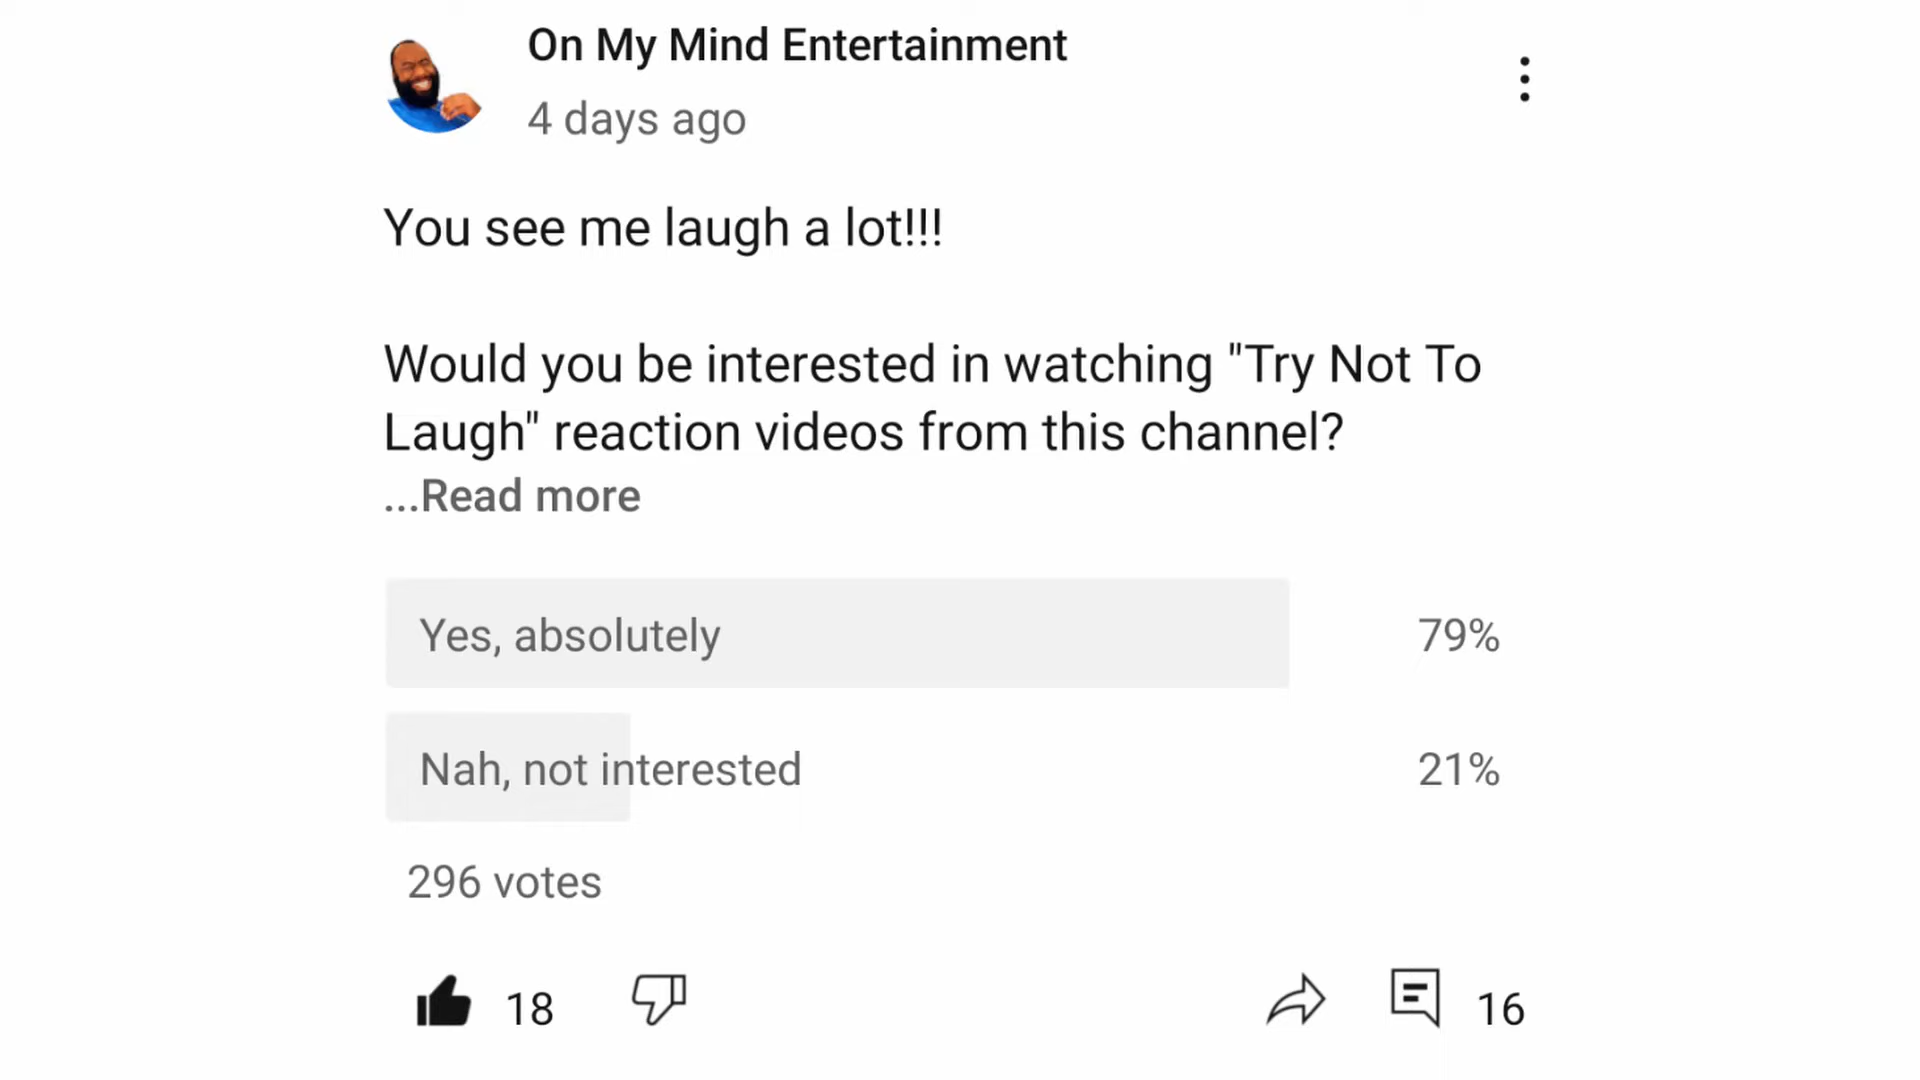 On My Mind Entertainment
4 days ago
You see me laugh a lot!!!
Would you be interested in watching "Try Not To
Laugh" reaction videos from this channel?
...Read more
Yes, absolutely
79%
Nah, not interested
21%
296 votes
18
16